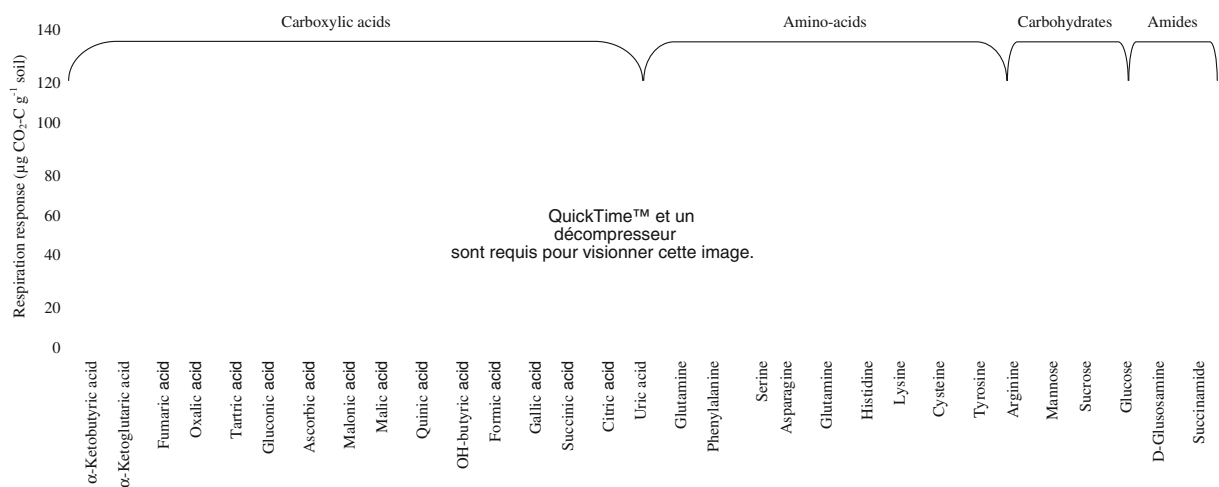 Carboxylic acids
Amino-acids
Carbohydrates
Amides
Respiration response (µg CO₂-C g⁻¹ soil)
140
120
100
80
60
40
20
0
QuickTime™ et un
décompresseur
sont requis pour visionner cette image.
α-Ketobutyric acid
α-Ketoglutaric acid
Fumaric acid
Oxalic acid
Tartric acid
Gluconic acid
Ascorbic acid
Malonic acid
Malic acid
Quinic acid
OH-butyric acid
Formic acid
Gallic acid
Succinic acid
Citric acid
Uric acid
Glutamine
Phenylalanine
Serine
Asparagine
Glutamine
Histidine
Lysine
Cysteine
Tyrosine
Arginine
Mannose
Sucrose
Glucose
D-Glusosamine
Succinamide